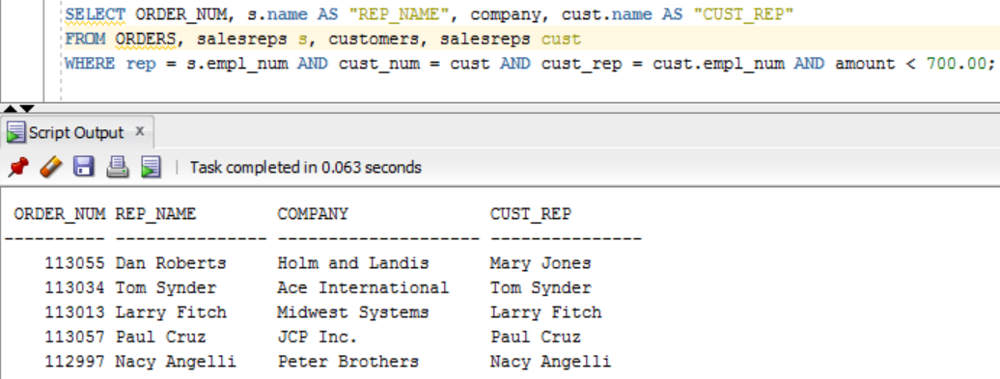 SELECT ORDER_NUM, s.name AS "REP_NAME", company, cust.name AS "CUST_REP"
FROM ORDERS, salesreps s, customers, salesreps cust
WHERE rep = s.empl_num AND cust_num = cust AND cust_rep = cust.empl_num AND amount < 700.00;
Script Output x
Task completed in 0.063 seconds
ORDER_NUM REP_NAME COMPANY CUST_REP
---------- --------------- -------------------- ---------------
113055 Dan Roberts Holm and Landis Mary Jones
113034 Tom Synder Ace International Tom Synder
113013 Larry Fitch Midwest Systems Larry Fitch
113057 Paul Cruz JCP Inc. Paul Cruz
112997 Nacy Angelli Peter Brothers Nacy Angelli